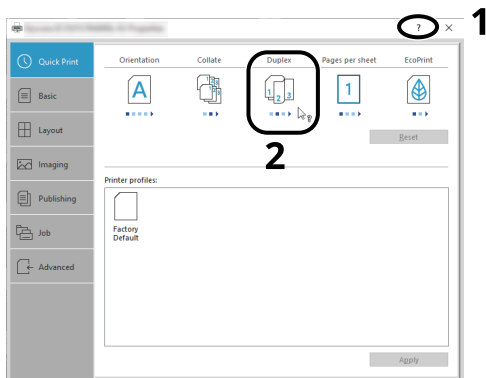 ? × 1
Quick Print
Orientation Collate Duplex Pages per sheet EcoPrint
A 1 2 3 1
Basic
Layout
Reset
2
Imaging
Printer profiles:
Publishing
Factory
Default
Job
Advanced
Apply